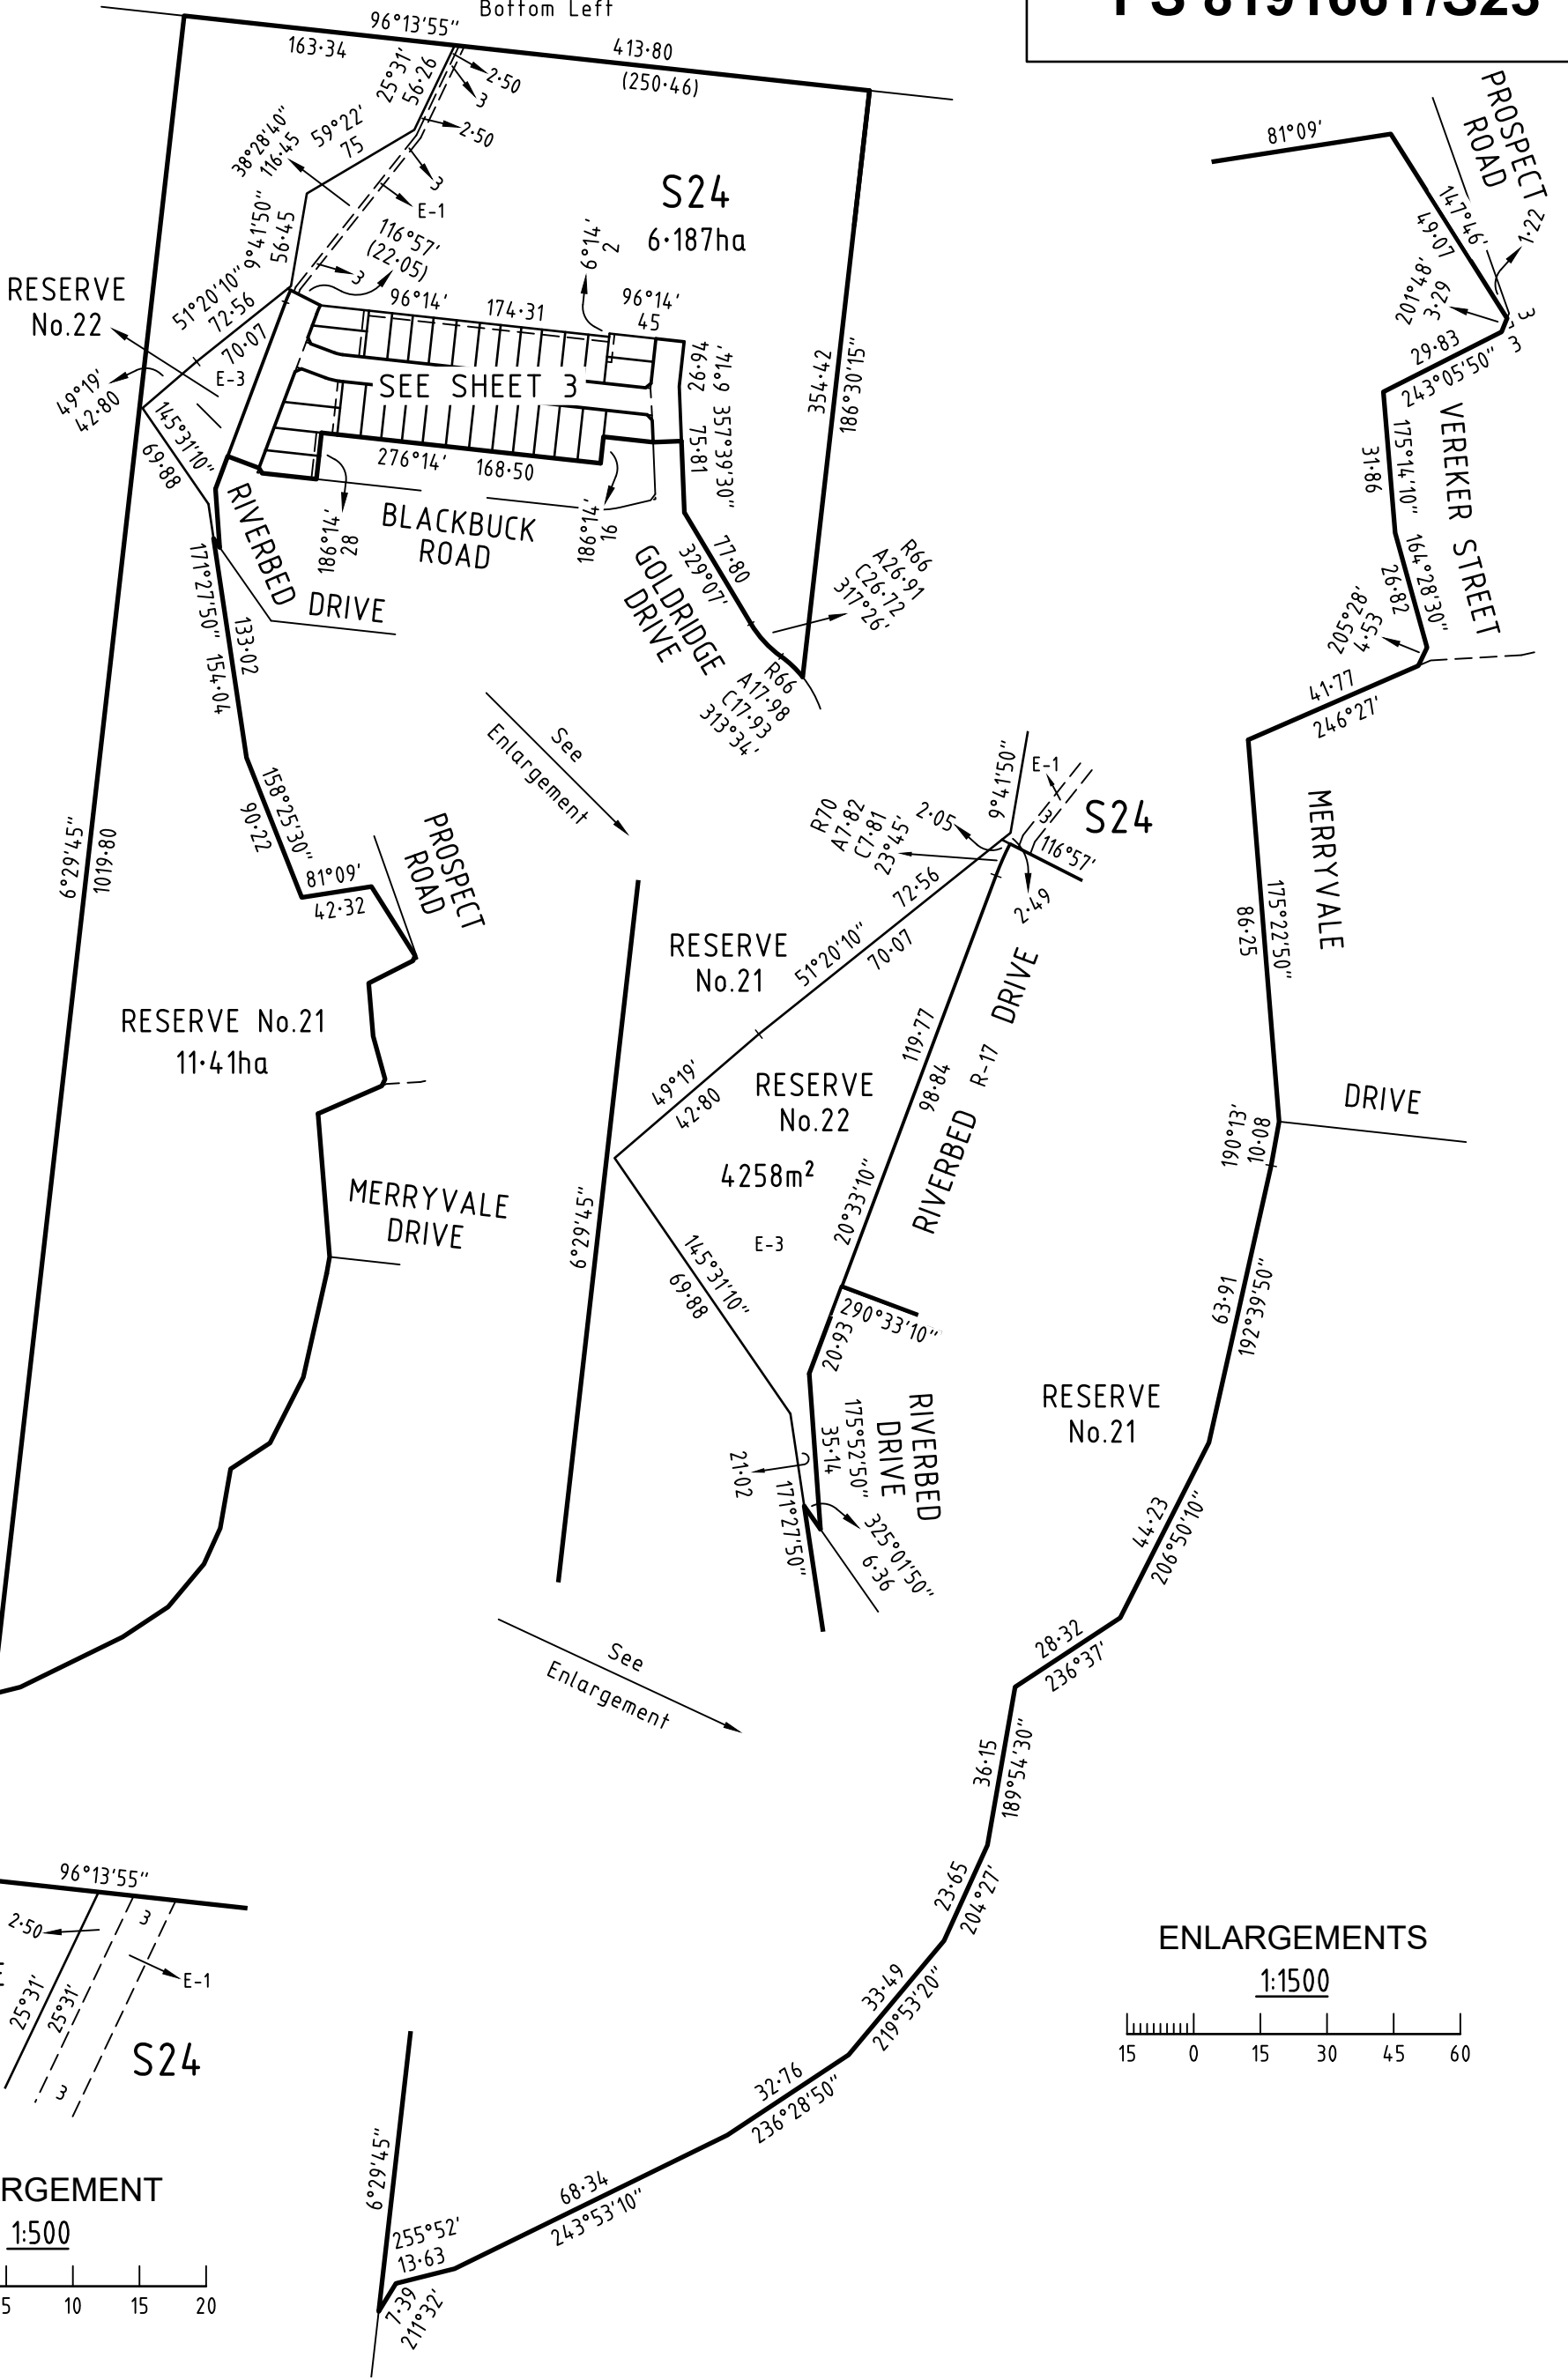 Bottom Left
96°13'55"
163·34
413·80
(250·46)
25°31'
56·26
2·50
3
2·50
3
59°22'
75
38°28'40"
116·45
E-1
S24
6·187ha
9°41'50"
56·45
3
116°57'
(22·05)
6°14'
2
RESERVE
No.22
51°20'10"
72·56
70·07
E-3
49°19'
42·80
96°14'
174·31
96°14'
45
SEE SHEET 3
26·94
6°14'
75·81
357°39'30"
354·42
186°30'15"
276°14'
168·50
145°31'10"
69·88
RIVERBED
DRIVE
186°14'
28
BLACKBUCK
ROAD
186°14'
16
GOLDRIDGE
DRIVE
77·80
329°07'
R66
A26·91
C26·72
317°26'
R66
A17·98
C17·93
313°34'
171°27'50"
154·04
133·02
See
Enlargement
158°25'30"
90·22
81°09'
42·32
PROSPECT
ROAD
6°29'45"
1019·80
RESERVE No.21
11·41ha
MERRYVALE
DRIVE
81°09'
PROSPECT
ROAD
147°46'
49·07
1·22
201°48'
3·29
3
3
29·83
243°05'50"
VEREKER STREET
31·86
175°14'10"
26·82
164°28'30"
205°28'
4·53
41·77
246°27'
MERRYVALE
86·25
175°22'50"
DRIVE
190°13'
10·08
63·91
192°39'50"
RESERVE
No.21
44·23
206°50'10"
28·32
236°37'
36·15
189°54'30"
23·65
204°27'
33·49
219°53'20"
32·76
236°28'50"
68·34
243°53'10"
255°52'
13·63
7·39
211°32'
6°29'45"
9°41'50"
E-1
S24
3
(116°57'
2·05
R70
A7·82
C7·81
23°45'
2·49
72·56
51°20'10"
70·07
RESERVE
No.21
49°19'
42·80
RESERVE
No.22
4258m²
E-3
119·77
98·84
20°33'10"
RIVERBED R-17 DRIVE
6°29'45"
145°31'10"
69·88
290°33'10"
20·93
RIVERBED
DRIVE
175°52'50"
35·14
21·02
171°27'50"
325°01'50"
6·36
See
Enlargement
96°13'55"
2·50
3
E-1
25°31'
25°31'
3
S24
RGEMENT
1:500
5 10 15 20
ENLARGEMENTS
1:1500
15 0 15 30 45 60